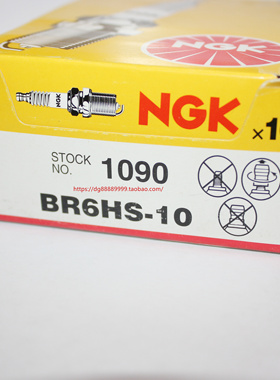 NGK
NGK ×1
STOCK NO. 1090
https://dg88889999.taobao.com/
BR6HS-10